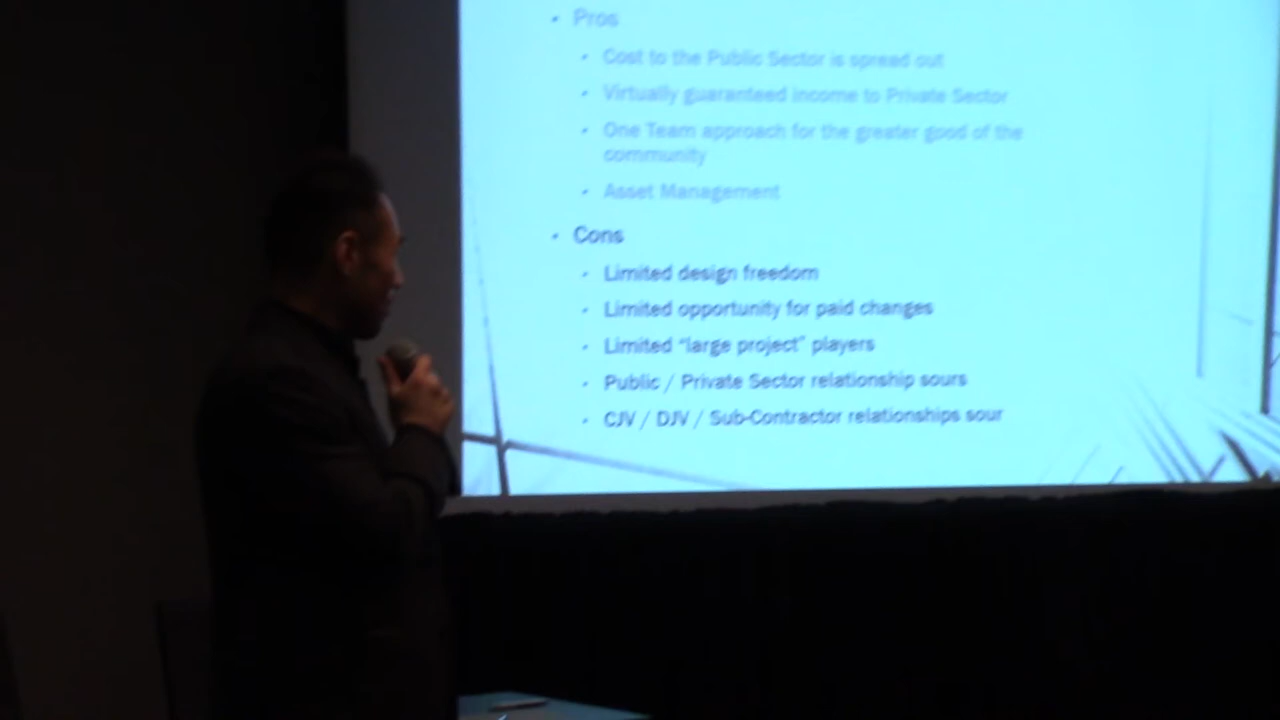 • Pros
• Cost to the Public Sector is spread out
• Virtually guaranteed income to Private Sector
• One Team approach for the greater good of the
community
• Asset Management
• Cons
• Limited design freedom
• Limited opportunity for paid changes
• Limited "large project" players
• Public / Private Sector relationship sours
• CJV / DJV / Sub-Contractor relationships sour